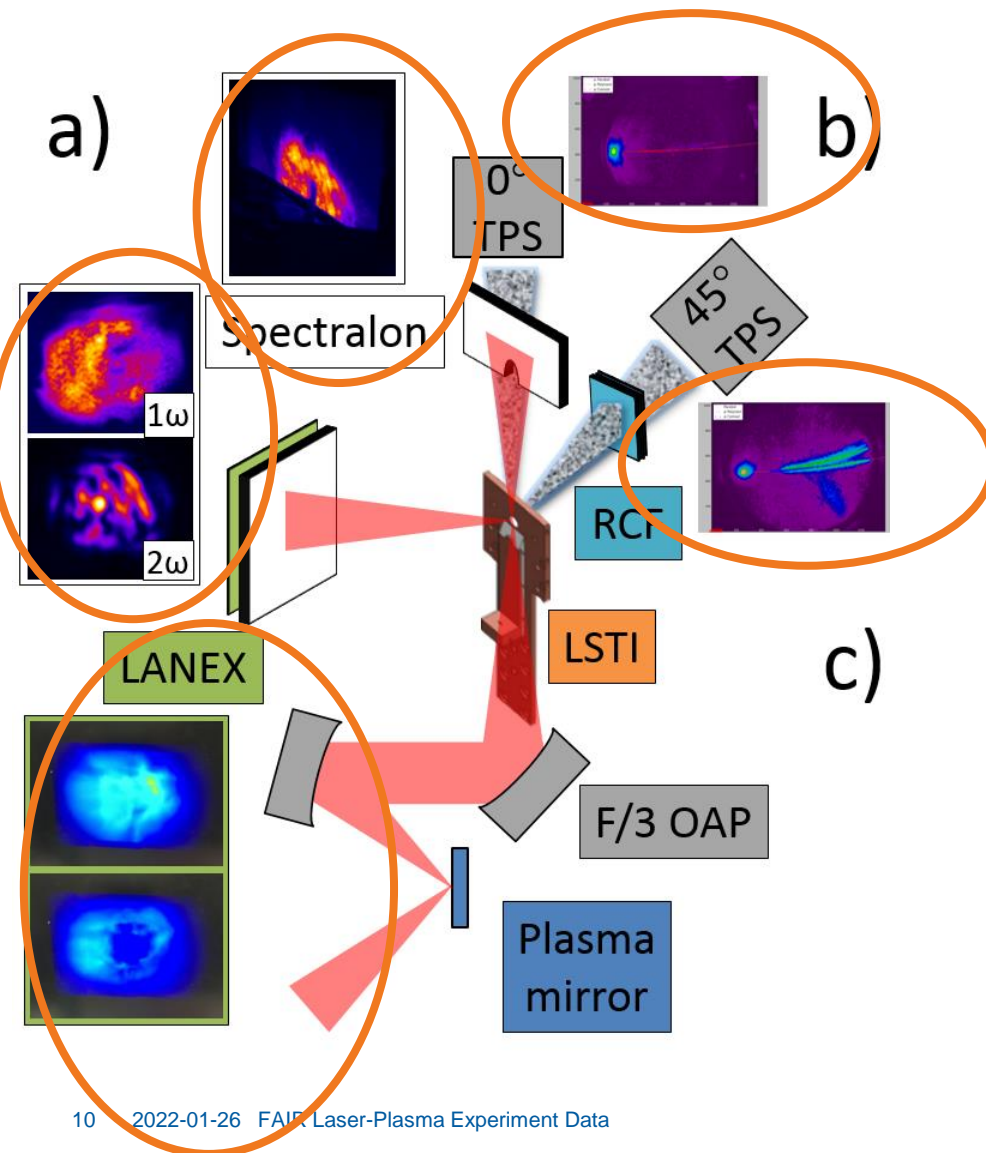 a)
b)
0°
TPS
45°
TPS
Spectralon
1ω
2ω
RCF
LANEX
LSTI
c)
F/3 OAP
Plasma
mirror
10 2022-01-26 FAIR Laser-Plasma Experiment Data